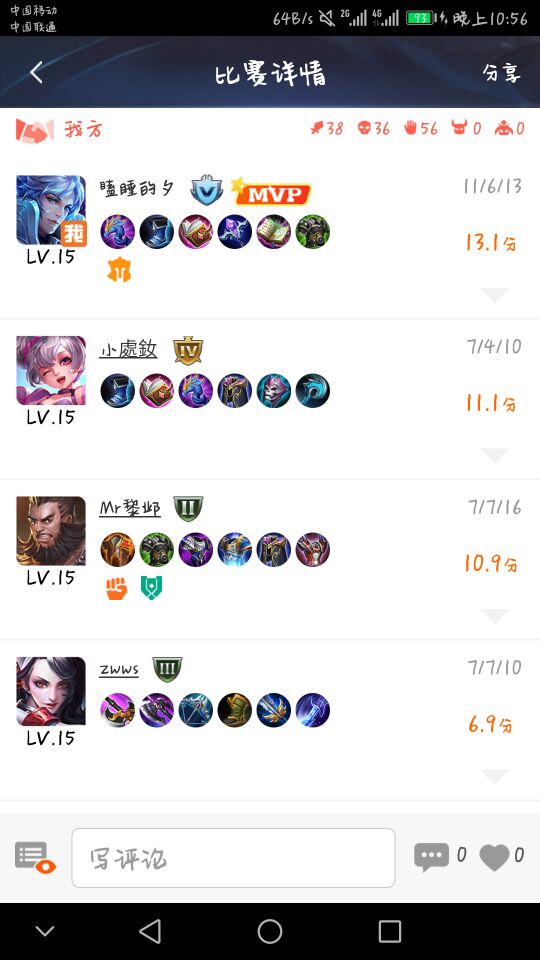 中国移动
中国联通
64B/s 2G 4G 93 晚上10:56
比赛详情 分享
我方 38 36 56 0 0
瞌睡的夕 V MVP 11/6/13
我
LV.15
13.1分
小處敜 IV 7/4/10
LV.15
11.1分
Mr黎邺 II 7/7/16
LV.15
10.9分
zwws III 7/7/10
LV.15
6.9分
写评论 0 0